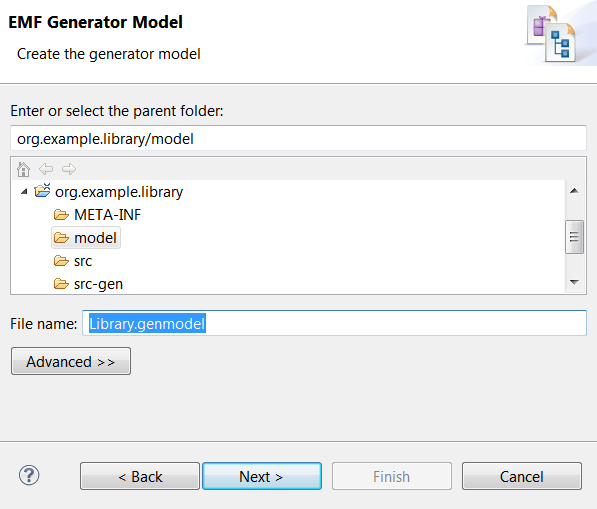 EMF Generator Model
Create the generator model
Enter or select the parent folder:
org.example.library/model
org.example.library
META-INF
model
src
src-gen
File name: Library.genmodel
Advanced >>
? < Back Next > Finish Cancel